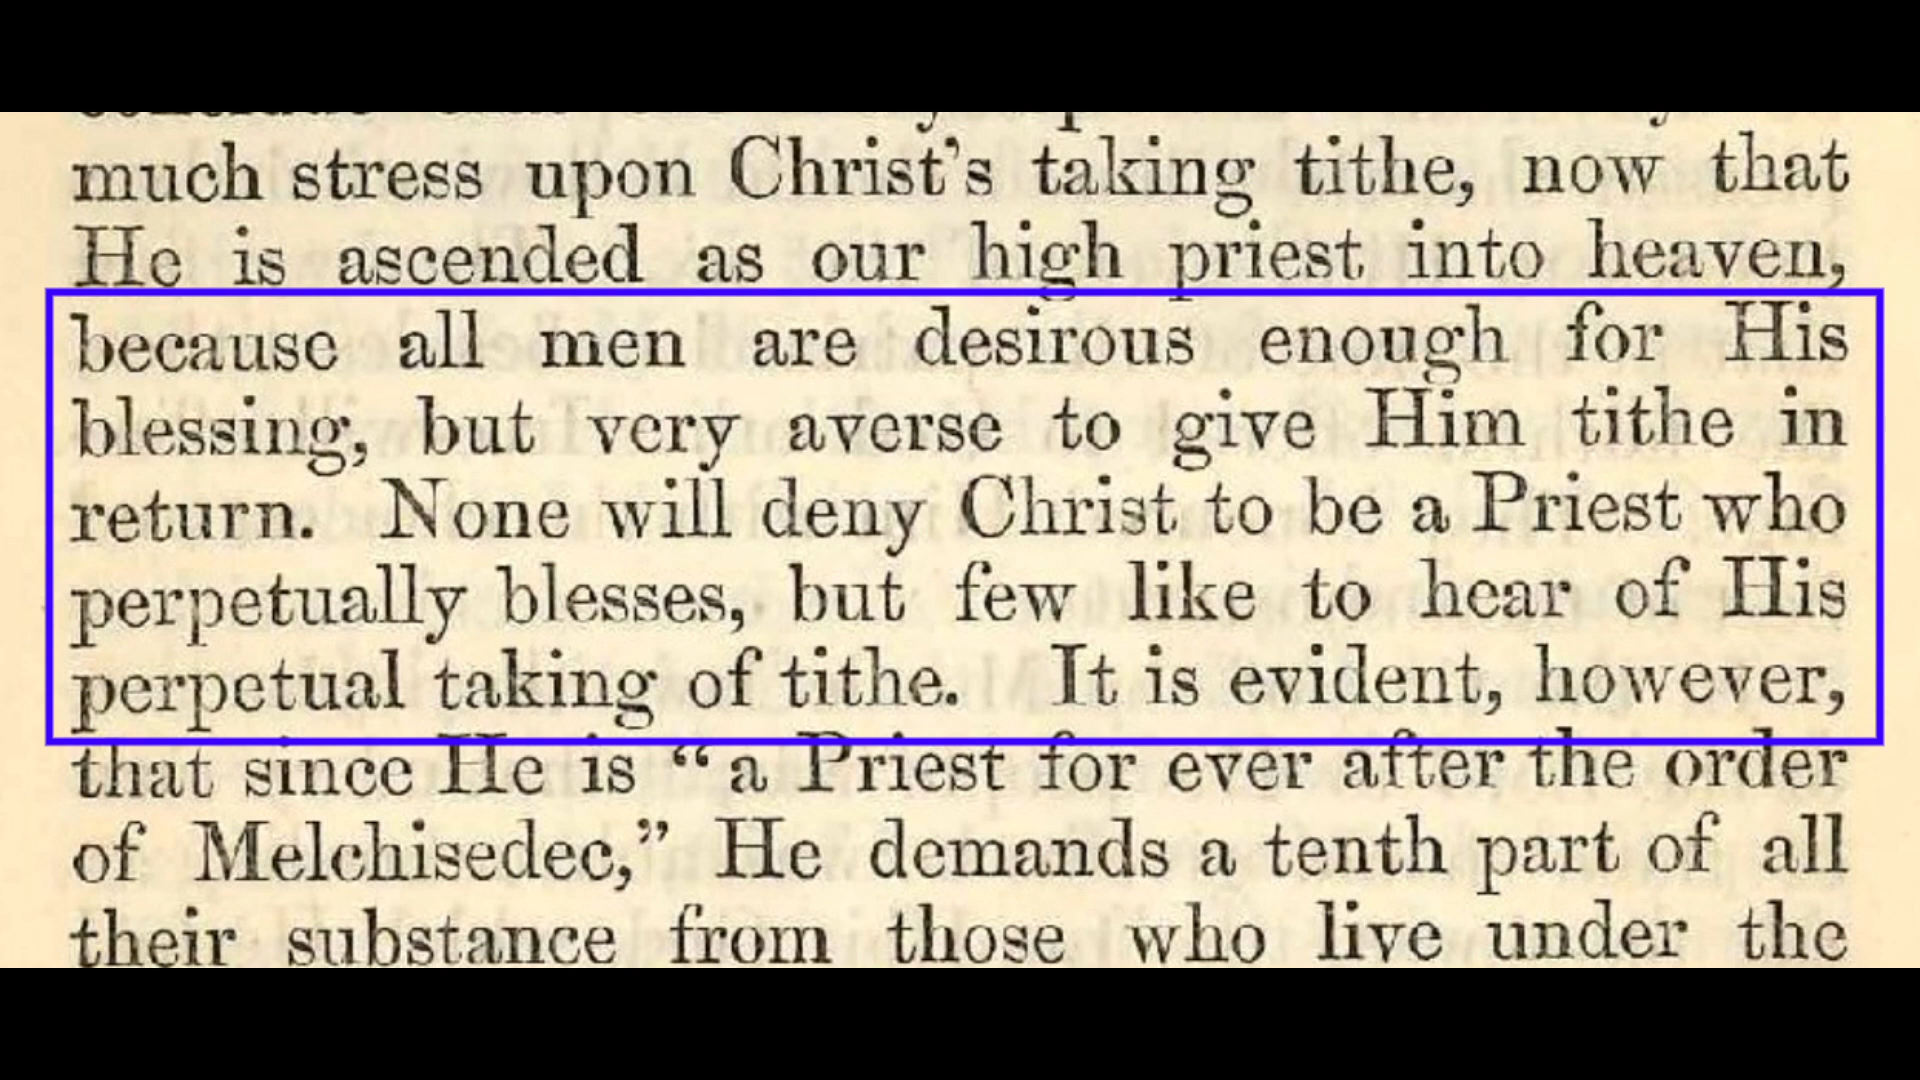 much stress upon Christ's taking tithe, now that
He is ascended as our high priest into heaven,
because all men are desirous enough for His
blessing, but very averse to give Him tithe in
return. None will deny Christ to be a Priest who
perpetually blesses, but few like to hear of His
perpetual taking of tithe. It is evident, however,
that since He is “a Priest for ever after the order
of Melchisedec,” He demands a tenth part of all
their substance from those who live under the